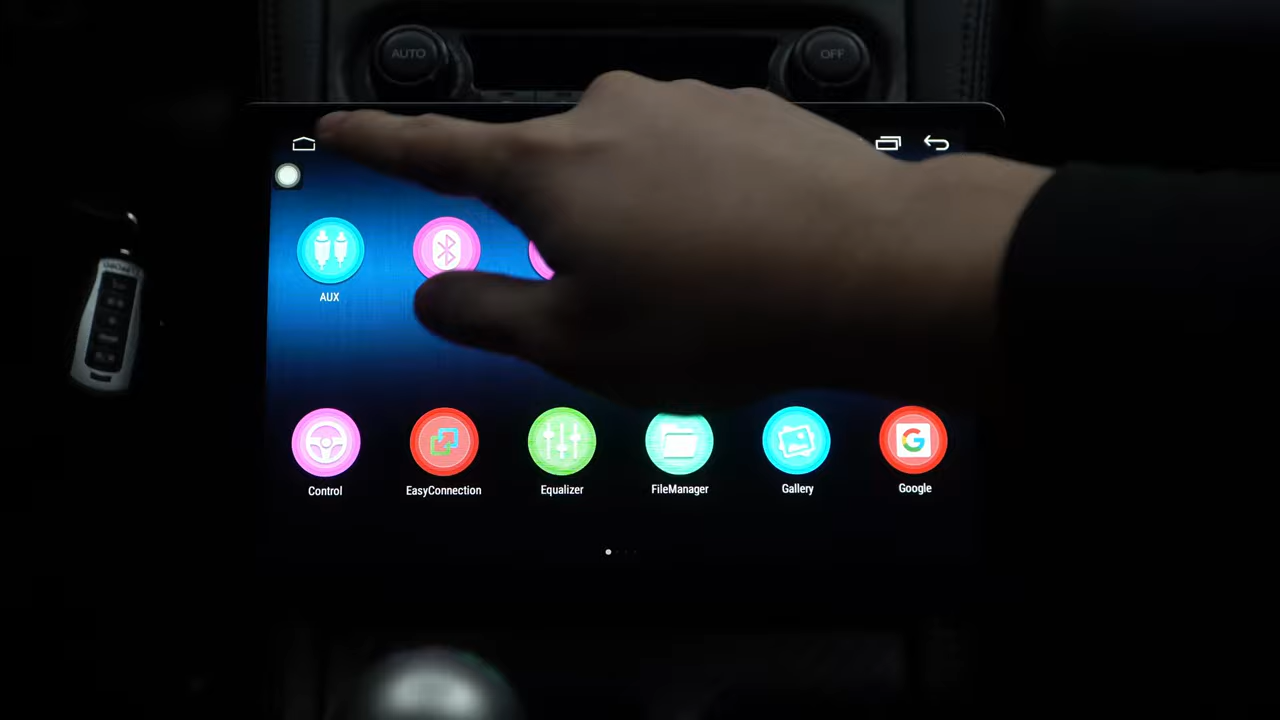 AUTO
OFF
AUX
Control
EasyConnection
Equalizer
FileManager
Gallery
Google
G